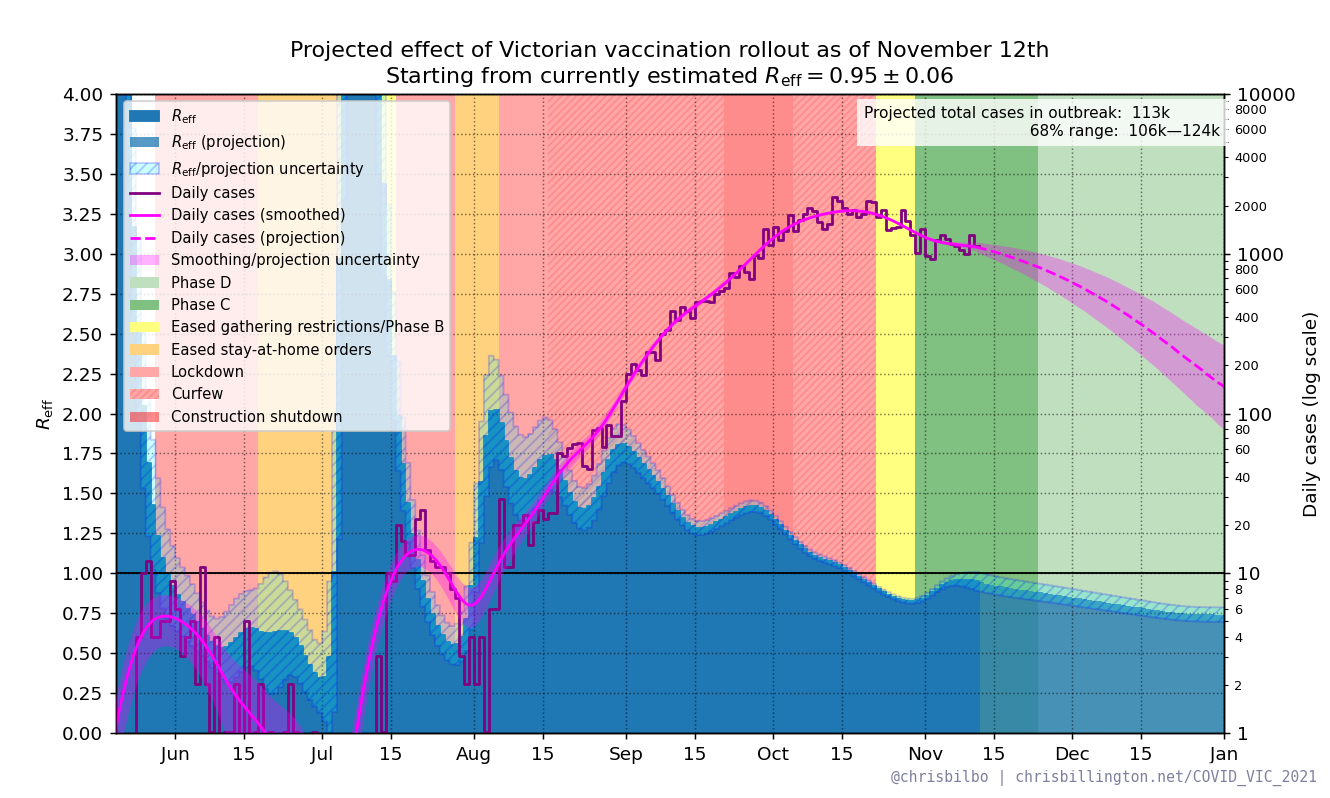 Projected effect of Victorian vaccination rollout as of November 12th
Starting from currently estimated R_eff = 0.95 ± 0.06
4.00
3.75
3.50
3.25
3.00
2.75
2.50
2.25
2.00
1.75
1.50
1.25
1.00
0.75
0.50
0.25
0.00
R_eff
R_eff
R_eff (projection)
R_eff/projection uncertainty
Daily cases
Daily cases (smoothed)
Daily cases (projection)
Smoothing/projection uncertainty
Phase D
Phase C
Eased gathering restrictions/Phase B
Eased stay-at-home orders
Lockdown
Curfew
Construction shutdown
Projected total cases in outbreak: 113k
68% range: 106k—124k
10000
8000
6000
4000
2000
1000
800
600
400
200
100
80
60
40
20
10
8
6
4
2
1
Daily cases (log scale)
Jun 15 Jul 15 Aug 15 Sep 15 Oct 15 Nov 15 Dec 15 Jan
@chrisbilbo | chrisbillington.net/COVID_VIC_2021